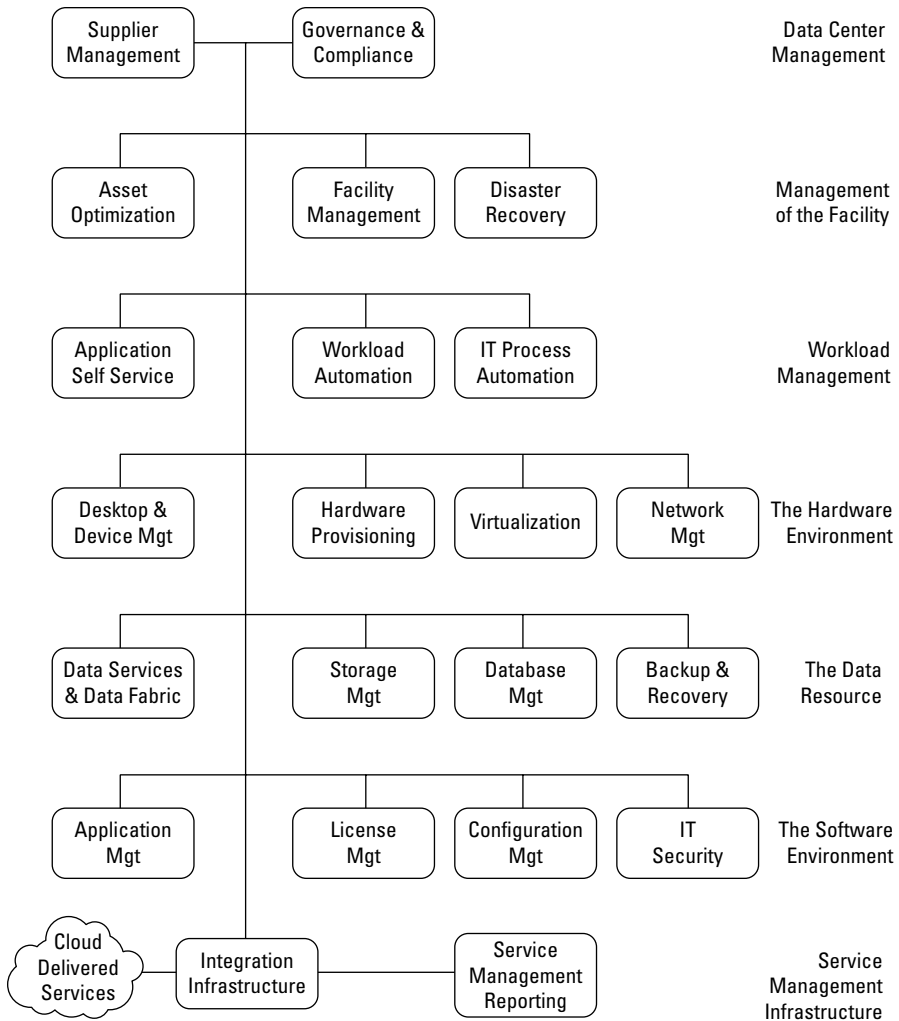 Supplier
Management
Governance &
Compliance
Data Center
Management
Asset
Optimization
Facility
Management
Disaster
Recovery
Management
of the Facility
Application
Self Service
Workload
Automation
IT Process
Automation
Workload
Management
Desktop &
Device Mgt
Hardware
Provisioning
Virtualization
Network
Mgt
The Hardware
Environment
Data Services
& Data Fabric
Storage
Mgt
Database
Mgt
Backup &
Recovery
The Data
Resource
Application
Mgt
License
Mgt
Configuration
Mgt
IT
Security
The Software
Environment
Cloud
Delivered
Services
Integration
Infrastructure
Service
Management
Reporting
Service
Management
Infrastructure